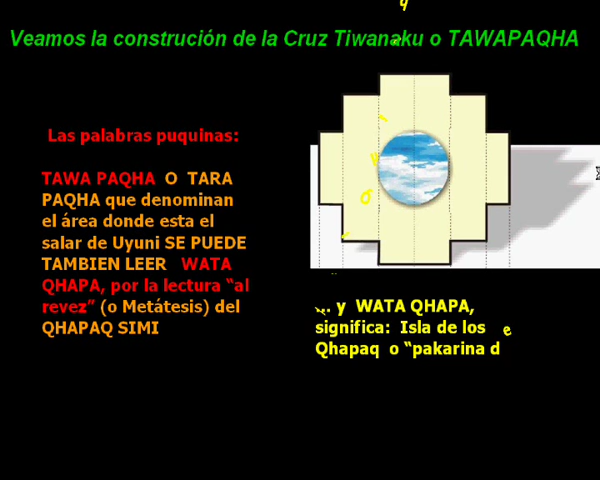 Veamos la construción de la Cruz Tiwanaku o TAWAPAQHA
Las palabras puquinas:
TAWA PAQHA O TARA
PAQHA que denominan
el área donde esta el
salar de Uyuni SE PUEDE
TAMBIEN LEER WATA
QHAPA, por la lectura “al
revez” (o Metátesis) del
QHAPAQ SIMI
y WATA QHAPA,
significa: Isla de los
Qhapaq o “pakarina d